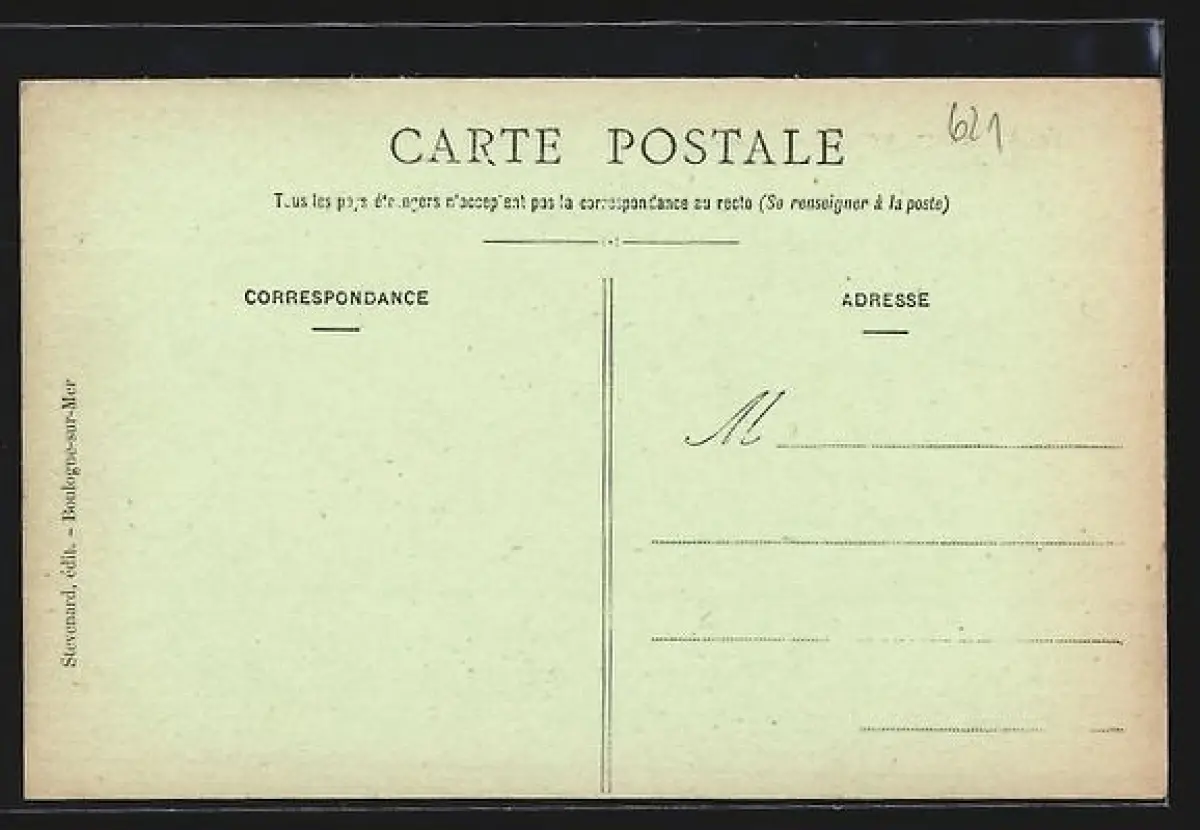 621
CARTE POSTALE
Tous les pays étrangers n'acceptent pas la correspondance au recto (Se renseigner à la poste)
CORRESPONDANCE
ADRESSE
M
Stevenard, édit. – Boulogne-sur-Mer